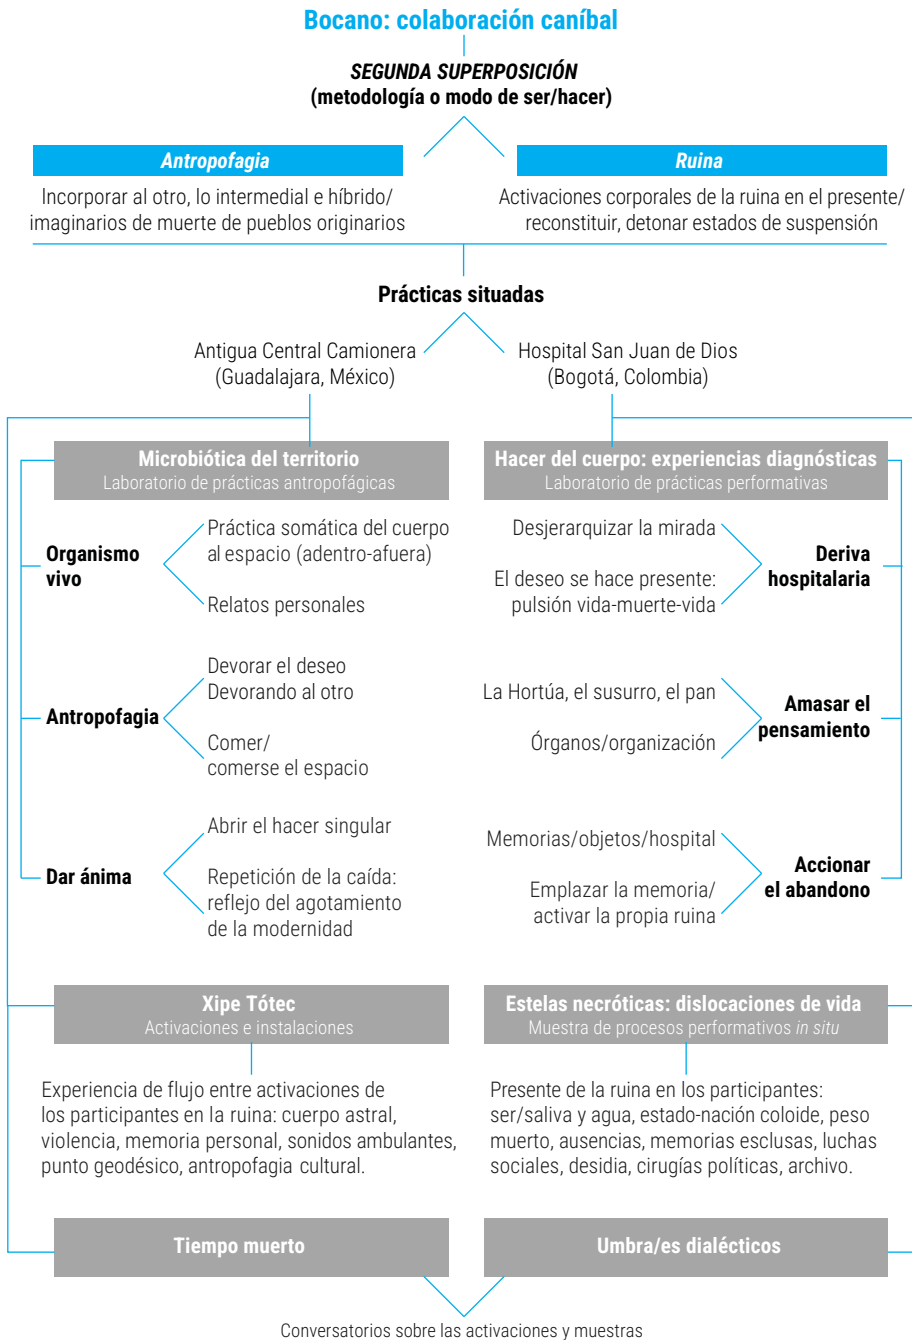 Bocano: colaboración caníbal
SEGUNDA SUPERPOSICIÓN
(metodología o modo de ser/hacer)
Antropofagia
Incorporar al otro, lo intermedial e híbrido/
imaginarios de muerte de pueblos originarios
Ruina
Activaciones corporales de la ruina en el presente/
reconstituir, detonar estados de suspensión
Prácticas situadas
Antigua Central Camionera
(Guadalajara, México)
Hospital San Juan de Dios
(Bogotá, Colombia)
Microbiótica del territorio
Laboratorio de prácticas antropofágicas
Organismo
vivo
Práctica somática del cuerpo
al espacio (adentro-afuera)
Relatos personales
Antropofagia
Devorar el deseo
Devorando al otro
Comer/
comerse el espacio
Dar ánima
Abrir el hacer singular
Repetición de la caída:
reflejo del agotamiento
de la modernidad
Hacer del cuerpo: experiencias diagnósticas
Laboratorio de prácticas performativas
Desjerarquizar la mirada
El deseo se hace presente:
pulsión vida-muerte-vida
Deriva
hospitalaria
La Hortúa, el susurro, el pan
Órganos/organización
Amasar el
pensamiento
Memorias/objetos/hospital
Emplazar la memoria/
activar la propia ruina
Accionar
el abandono
Xipe Tótec
Activaciones e instalaciones
Experiencia de flujo entre activaciones de
los participantes en la ruina: cuerpo astral,
violencia, memoria personal, sonidos ambulantes,
punto geodésico, antropofagia cultural.
Estelas necróticas: dislocaciones de vida
Muestra de procesos performativos in situ
Presente de la ruina en los participantes:
ser/saliva y agua, estado-nación coloide, peso
muerto, ausencias, memorias esclusas, luchas
sociales, desidia, cirugías políticas, archivo.
Tiempo muerto
Umbra/es dialécticos
Conversatorios sobre las activaciones y muestras